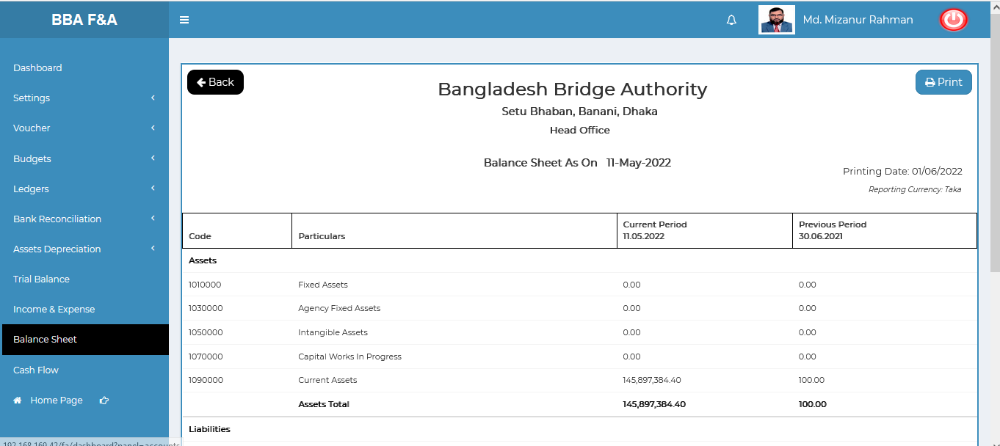 BBA F&A
Md. Mizanur Rahman
Dashboard
Settings
Voucher
Budgets
Ledgers
Bank Reconciliation
Assets Depreciation
Trial Balance
Income & Expense
Balance Sheet
Cash Flow
Home Page
Back
Print
Bangladesh Bridge Authority
Setu Bhaban, Banani, Dhaka
Head Office
Balance Sheet As On 11-May-2022
Printing Date: 01/06/2022
Reporting Currency: Taka
Code Particulars Current Period 11.05.2022 Previous Period 30.06.2021
Assets
1010000 Fixed Assets 0.00 0.00
1030000 Agency Fixed Assets 0.00 0.00
1050000 Intangible Assets 0.00 0.00
1070000 Capital Works In Progress 0.00 0.00
1090000 Current Assets 145,897,384.40 100.00
Assets Total 145,897,384.40 100.00
Liabilities
192.168.169.42/fa/dashboard?panel=accounts